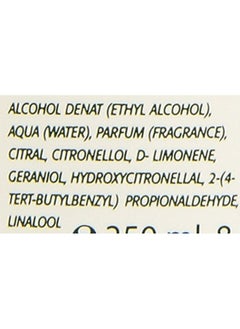 ALCOHOL DENAT (ETHYL ALCOHOL),
AQUA (WATER), PARFUM (FRAGRANCE),
CITRAL, CITRONELLOL, D- LIMONENE,
GERANIOL, HYDROXYCITRONELLAL, 2-(4-
TERT-BUTYLBENZYL) PROPIONALDEHYDE,
LINALOOL